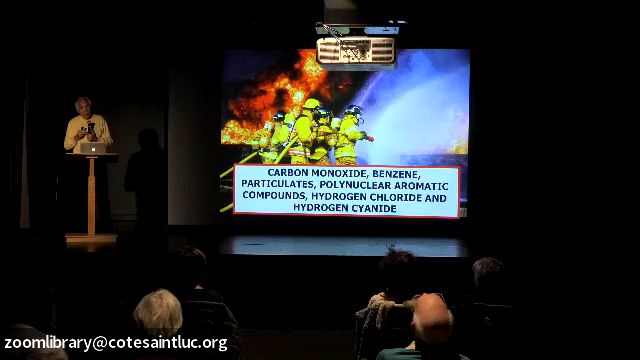 CARBON MONOXIDE, BENZENE,
PARTICULATES, POLYNUCLEAR AROMATIC
COMPOUNDS, HYDROGEN CHLORIDE AND
HYDROGEN CYANIDE
zoomlibrary@cotesaintluc.org